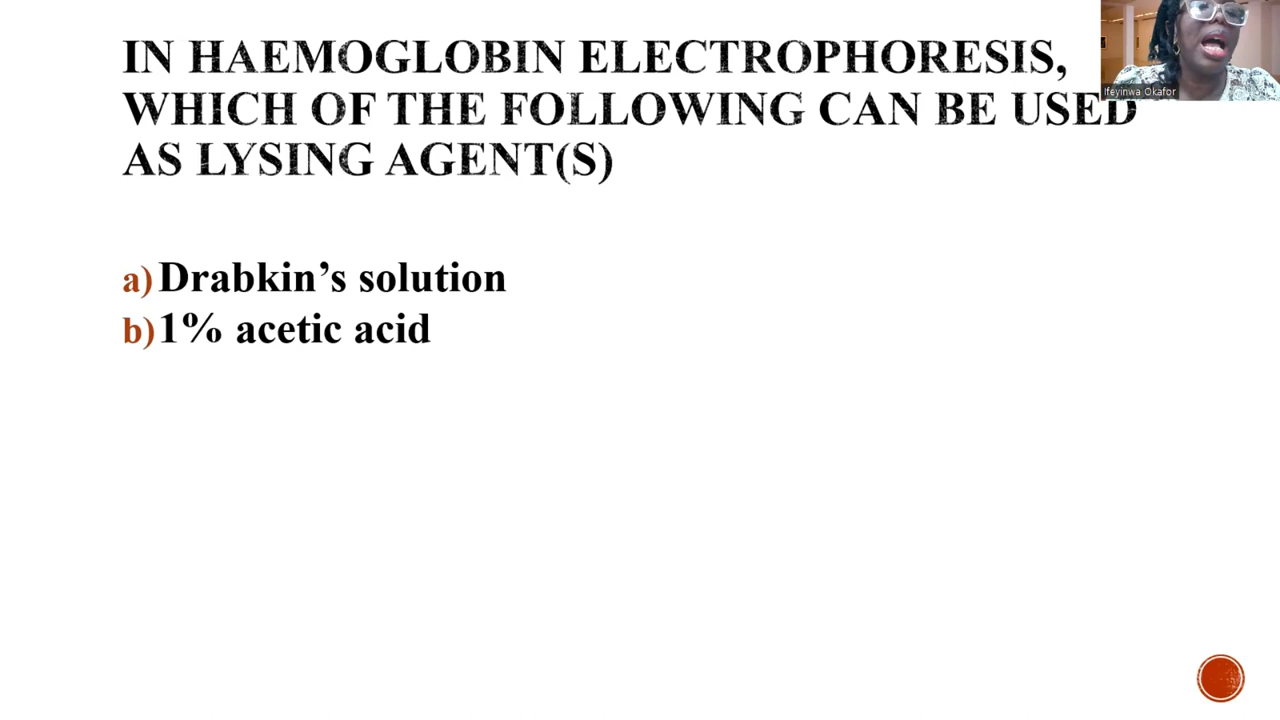 IN HAEMOGLOBIN ELECTROPHORESIS,
WHICH OF THE FOLLOWING CAN BE USED
AS LYSING AGENT(S)
a) Drabkin’s solution
b) 1% acetic acid
Ifeyinwa Okafor